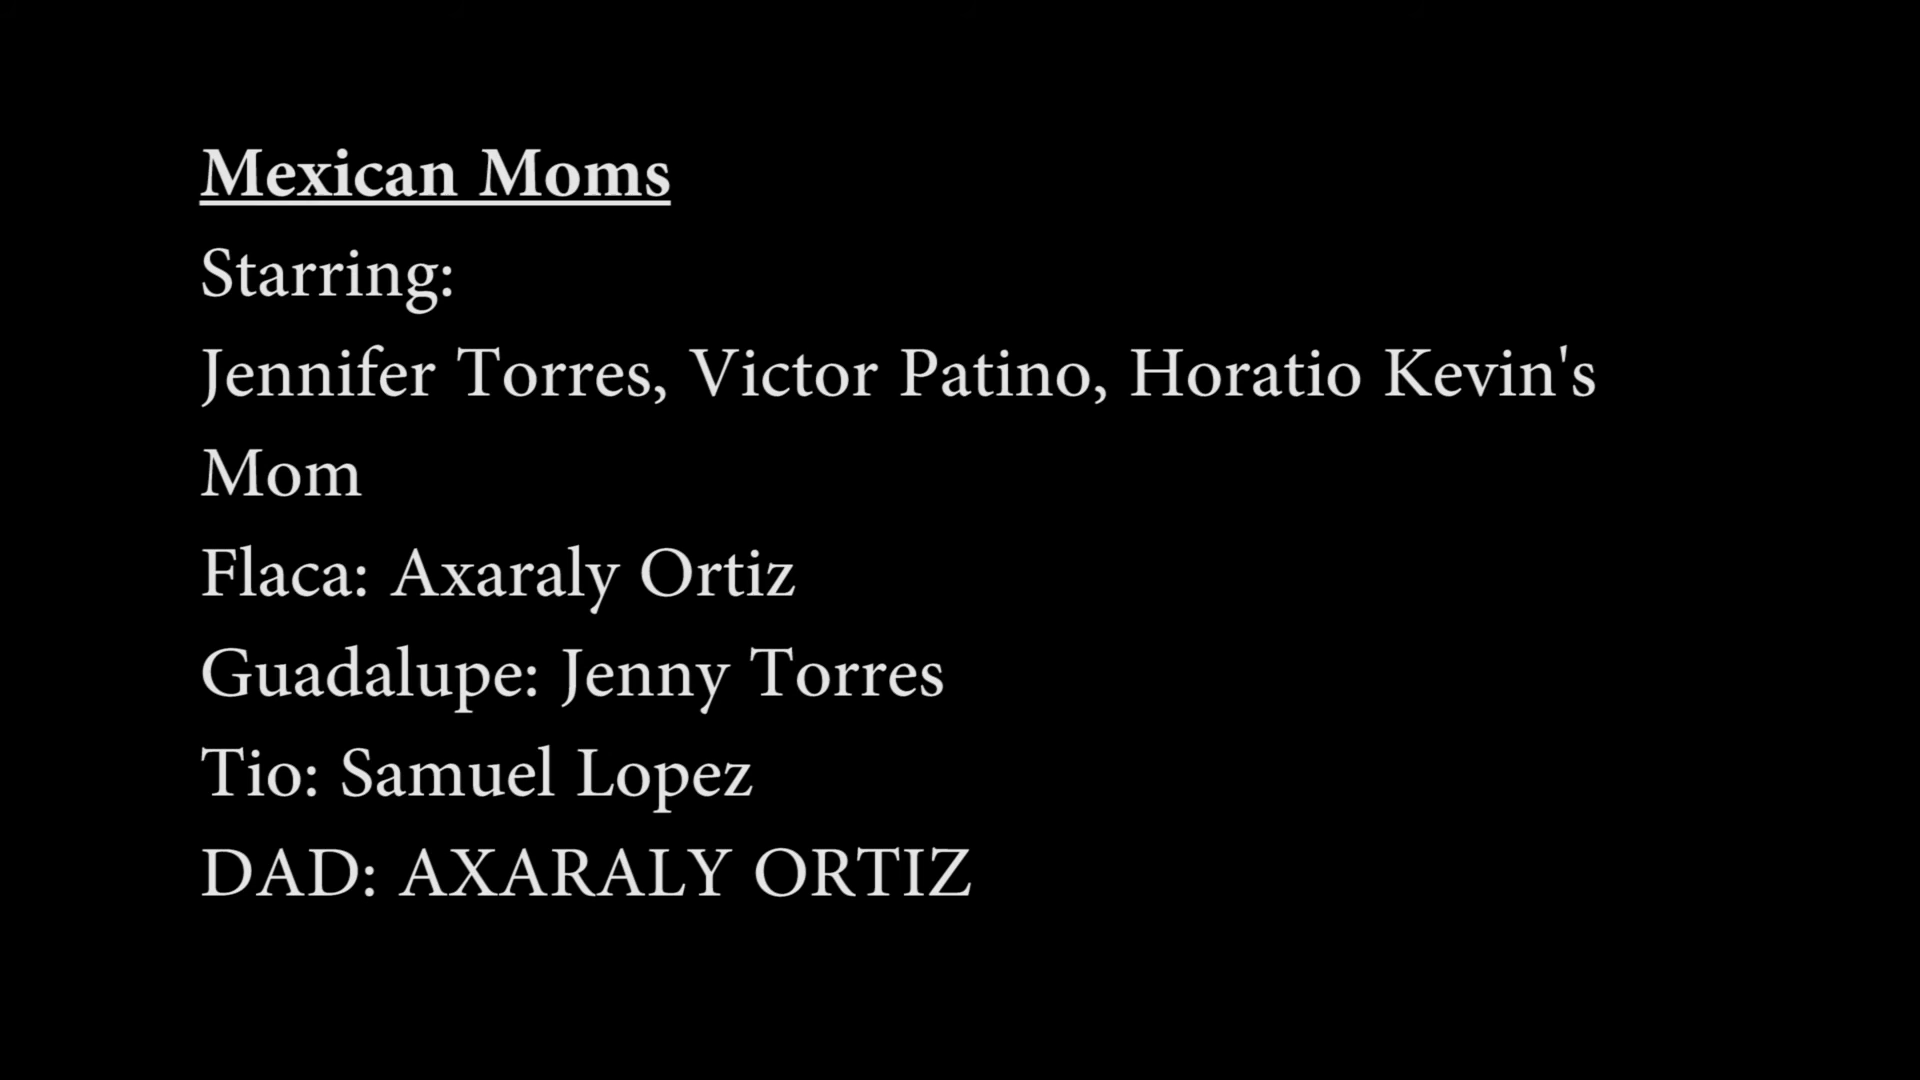 Mexican Moms
Starring:
Jennifer Torres, Victor Patino, Horatio Kevin's
Mom
Flaca: Axaraly Ortiz
Guadalupe: Jenny Torres
Tio: Samuel Lopez
DAD: AXARALY ORTIZ